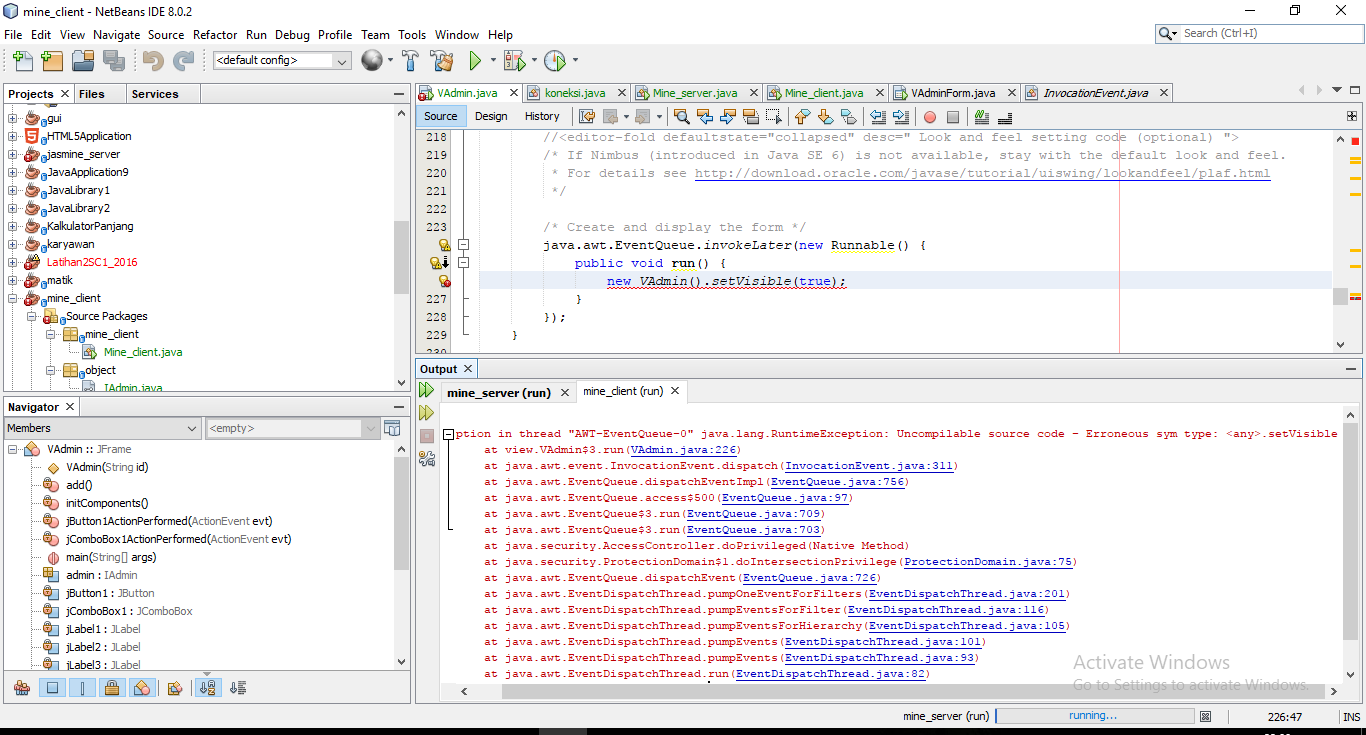 mine_client - NetBeans IDE 8.0.2
File Edit View Navigate Source Refactor Run Debug Profile Team Tools Window Help
Search (Ctrl+I)
<default config>
Projects Files Services
gui
HTML5Application
jasmine_server
JavaApplication9
JavaLibrary1
JavaLibrary2
KalkulatorPanjang
karyawan
Latihan2SC1_2016
matik
mine_client
Source Packages
mine_client
Mine_client.java
object
IAdmin.java
Navigator
Members <empty>
VAdmin :: JFrame
VAdmin(String id)
add()
initComponents()
jButton1ActionPerformed(ActionEvent evt)
jComboBox1ActionPerformed(ActionEvent evt)
main(String[] args)
admin : IAdmin
jButton1 : JButton
jComboBox1 : JComboBox
jLabel1 : JLabel
jLabel2 : JLabel
jLabel3 : JLabel
VAdmin.java koneksi.java Mine_server.java Mine_client.java VAdminForm.java InvocationEvent.java
Source Design History
218 //<editor-fold defaultstate="collapsed" desc=" Look and feel setting code (optional) ">
219 /* If Nimbus (introduced in Java SE 6) is not available, stay with the default look and feel.
220 * For details see http://download.oracle.com/javase/tutorial/uiswing/lookandfeel/plaf.html
221 */
222
223 /* Create and display the form */
java.awt.EventQueue.invokeLater(new Runnable() {
public void run() {
new VAdmin().setVisible(true);
227 }
228 });
229 }
230
Output
mine_server (run) mine_client (run)
ption in thread "AWT-EventQueue-0" java.lang.RuntimeException: Uncompilable source code - Erroneous sym type: <any>.setVisible
at view.VAdmin$3.run(VAdmin.java:226)
at java.awt.event.InvocationEvent.dispatch(InvocationEvent.java:311)
at java.awt.EventQueue.dispatchEventImpl(EventQueue.java:756)
at java.awt.EventQueue.access$500(EventQueue.java:97)
at java.awt.EventQueue$3.run(EventQueue.java:709)
at java.awt.EventQueue$3.run(EventQueue.java:703)
at java.security.AccessController.doPrivileged(Native Method)
at java.security.ProtectionDomain$1.doIntersectionPrivilege(ProtectionDomain.java:75)
at java.awt.EventQueue.dispatchEvent(EventQueue.java:726)
at java.awt.EventDispatchThread.pumpOneEventForFilters(EventDispatchThread.java:201)
at java.awt.EventDispatchThread.pumpEventsForFilter(EventDispatchThread.java:116)
at java.awt.EventDispatchThread.pumpEventsForHierarchy(EventDispatchThread.java:105)
at java.awt.EventDispatchThread.pumpEvents(EventDispatchThread.java:101)
at java.awt.EventDispatchThread.pumpEvents(EventDispatchThread.java:93)
at java.awt.EventDispatchThread.run(EventDispatchThread.java:82)
Activate Windows
Go to Settings to activate Windows.
mine_server (run) running... 226:47 INS